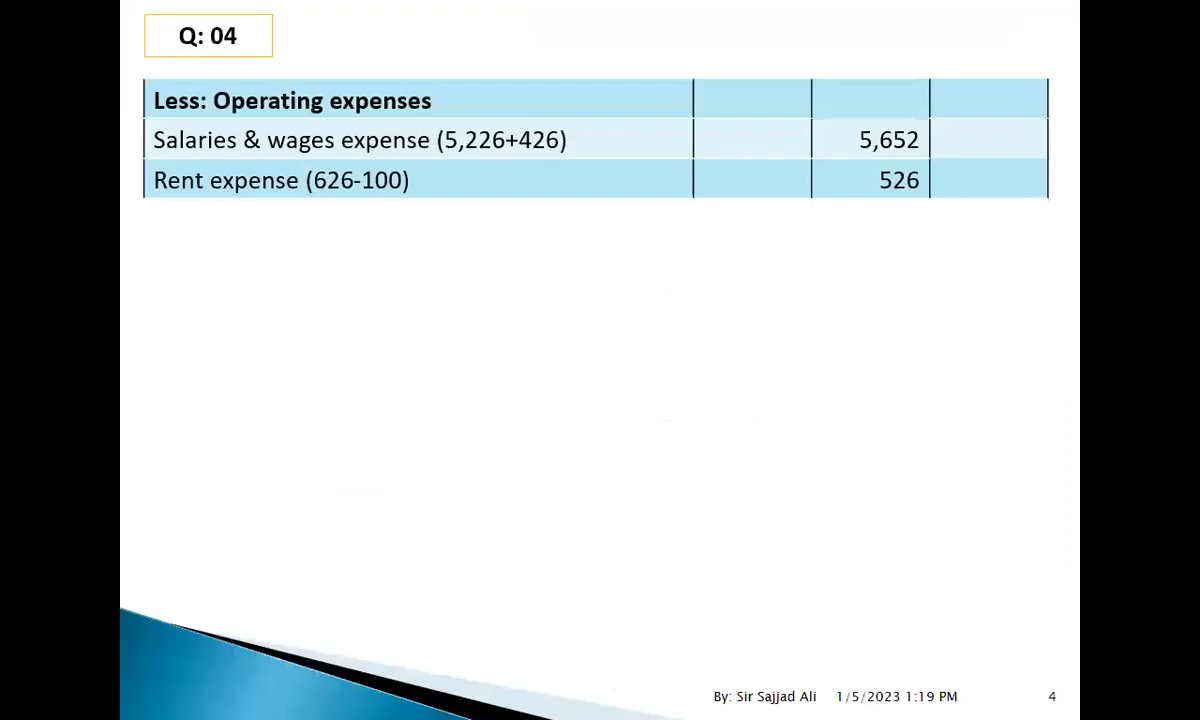 Q: 04
Less: Operating expenses
Salaries & wages expense (5,226+426) 5,652
Rent expense (626-100) 526
By: Sir Sajjad Ali 1/5/2023 1:19 PM 4